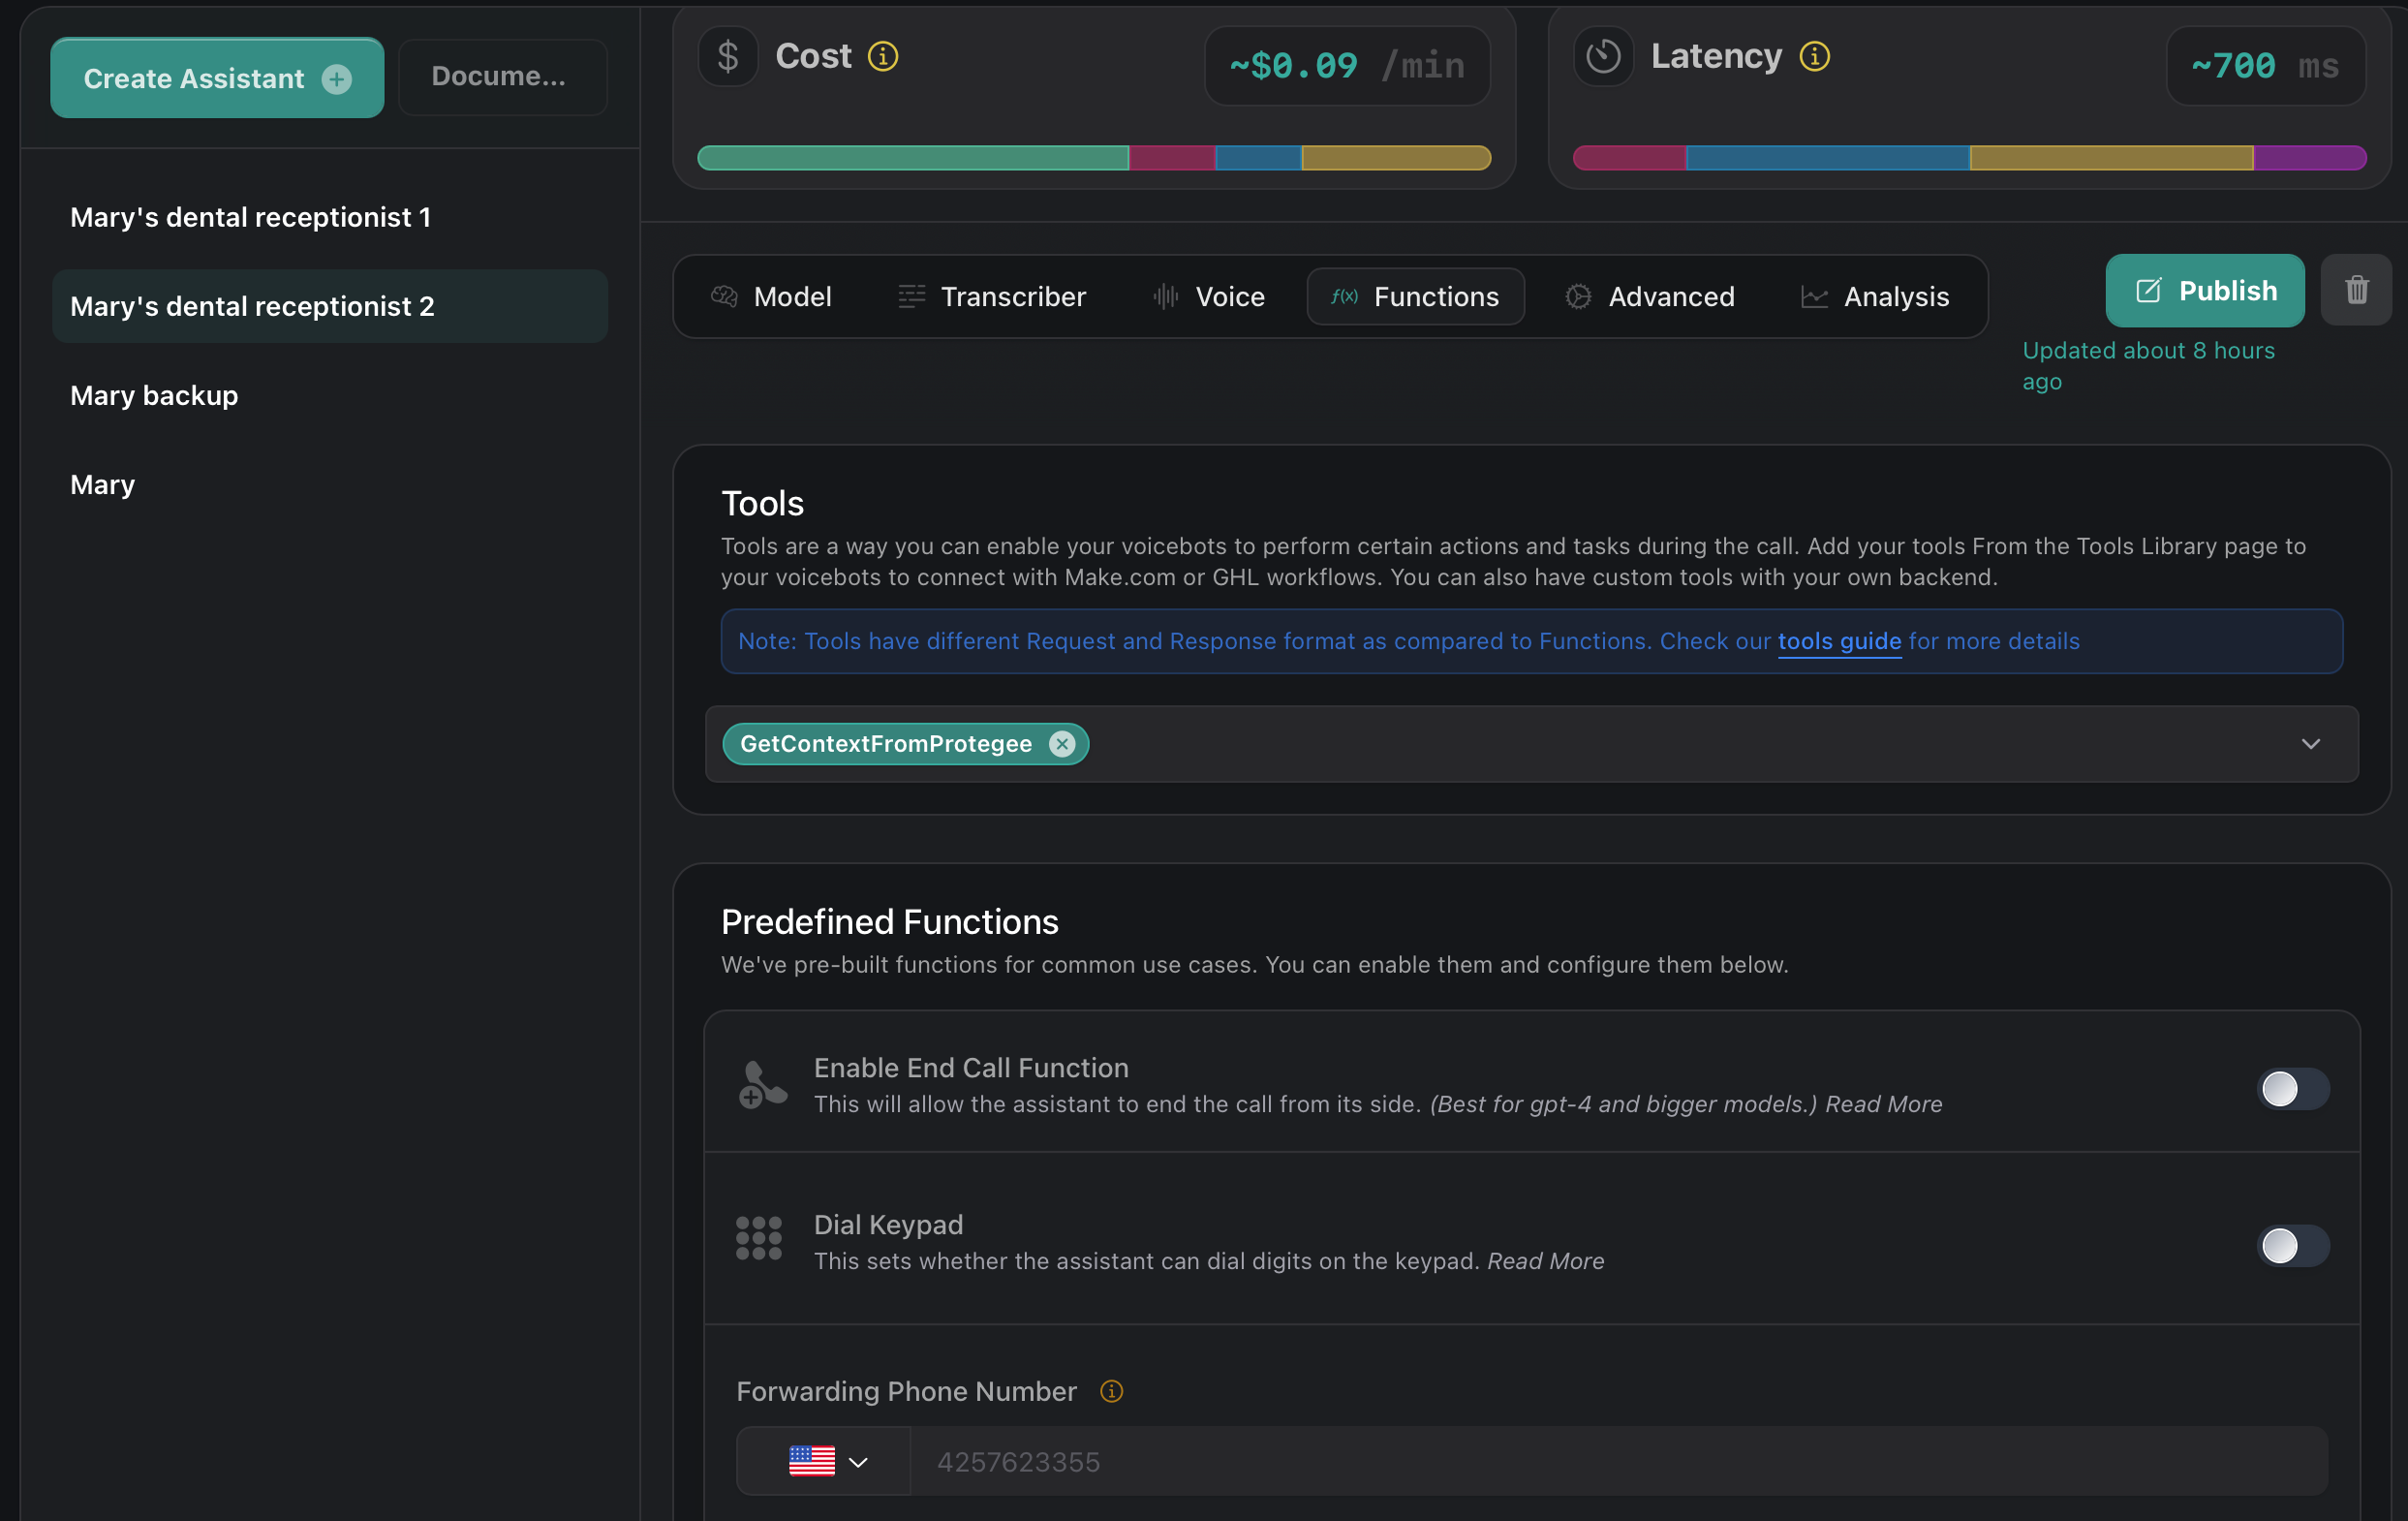 Create Assistant
Docume...
Mary's dental receptionist 1
Mary's dental receptionist 2
Mary backup
Mary
$ Cost
~$0.09 /min
Latency
~700 ms
Model
Transcriber
Voice
f(x) Functions
Advanced
Analysis
Publish
Updated about 8 hours
ago
Tools
Tools are a way you can enable your voicebots to perform certain actions and tasks during the call. Add your tools From the Tools Library page to
your voicebots to connect with Make.com or GHL workflows. You can also have custom tools with your own backend.
Note: Tools have different Request and Response format as compared to Functions. Check our tools guide for more details
GetContextFromProtegee
Predefined Functions
We've pre-built functions for common use cases. You can enable them and configure them below.
Enable End Call Function
This will allow the assistant to end the call from its side. (Best for gpt-4 and bigger models.) Read More
Dial Keypad
This sets whether the assistant can dial digits on the keypad. Read More
Forwarding Phone Number
4257623355